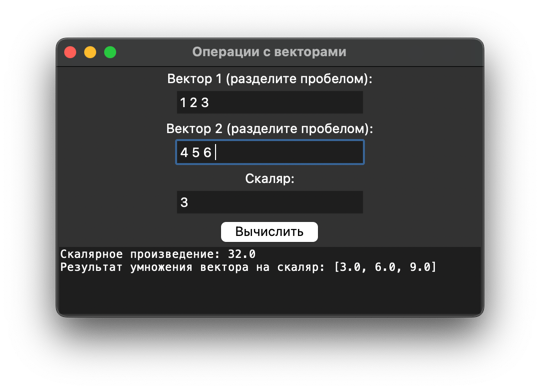 Операции с векторами
Вектор 1 (разделите пробелом):
1 2 3
Вектор 2 (разделите пробелом):
4 5 6
Скаляр:
3
Вычислить
Скалярное произведение: 32.0
Результат умножения вектора на скаляр: [3.0, 6.0, 9.0]